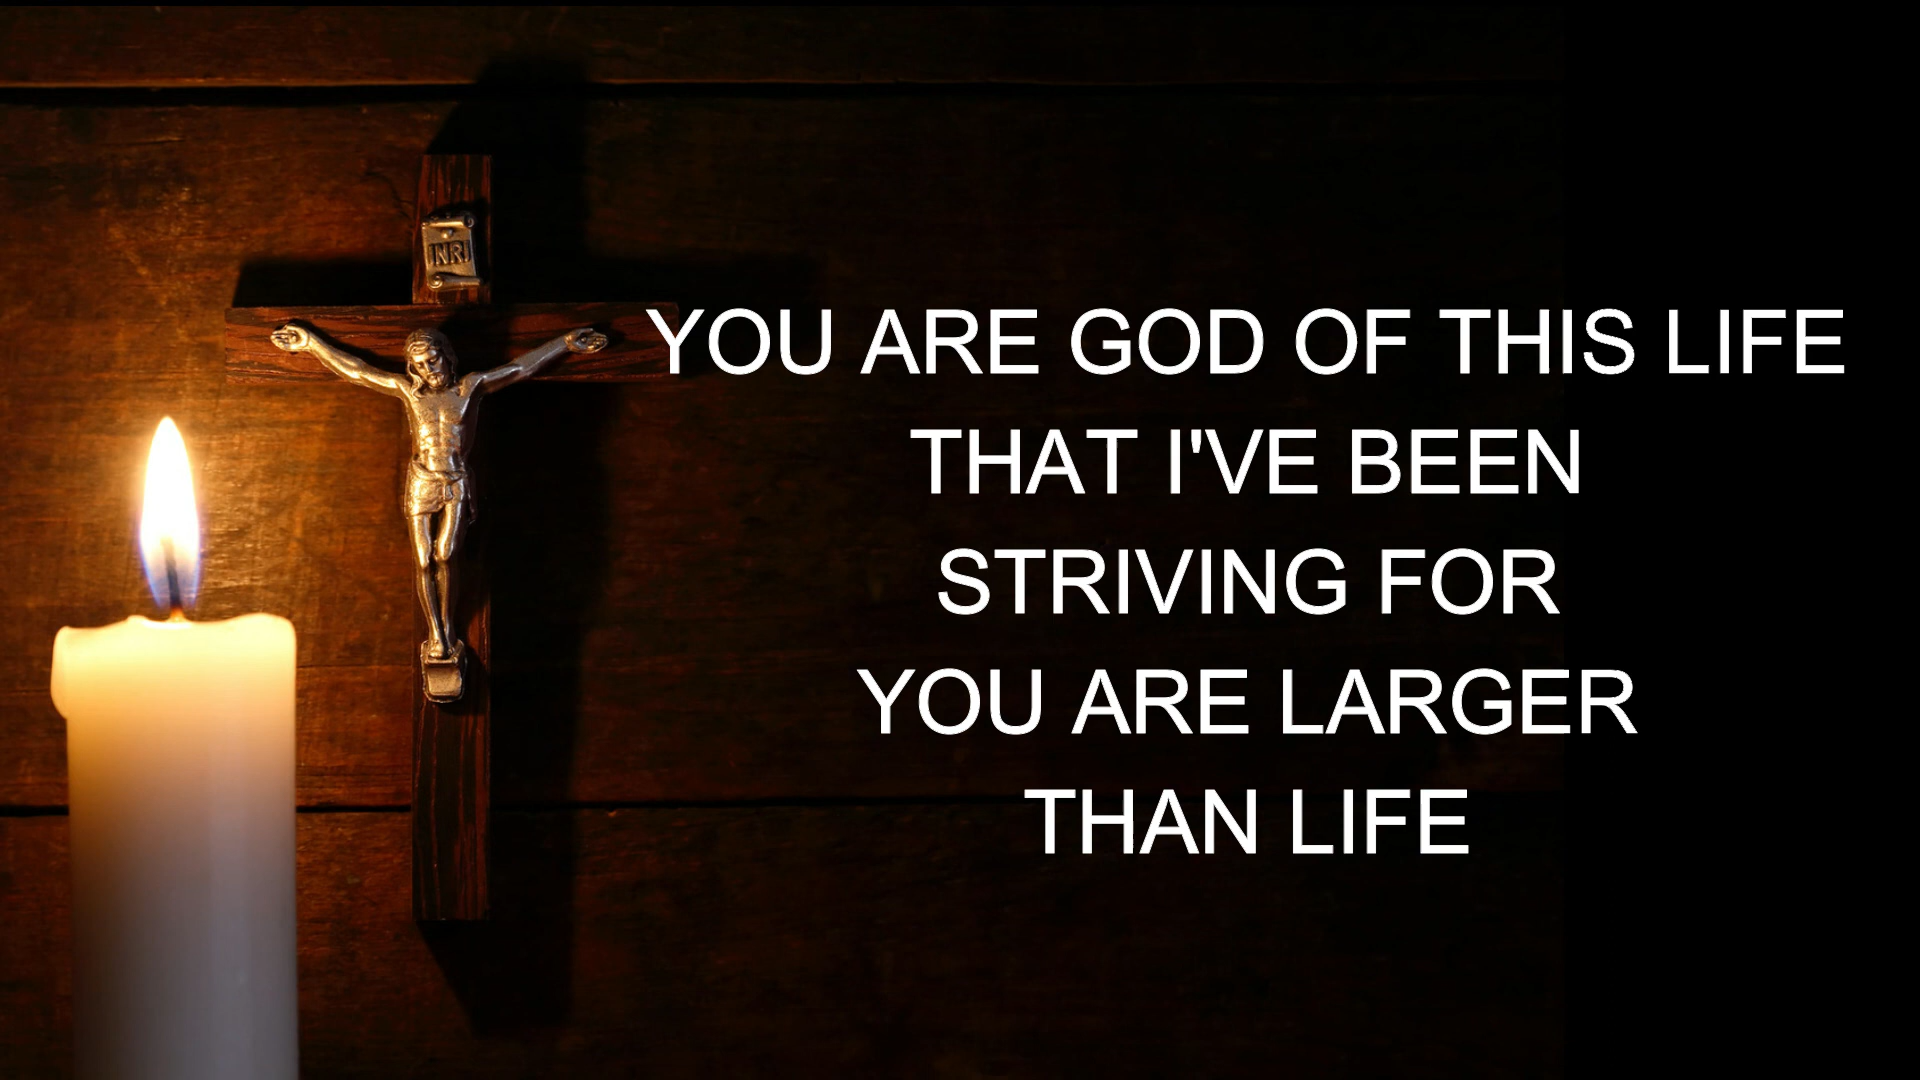 INRI
YOU ARE GOD OF THIS LIFE
THAT I'VE BEEN
STRIVING FOR
YOU ARE LARGER
THAN LIFE